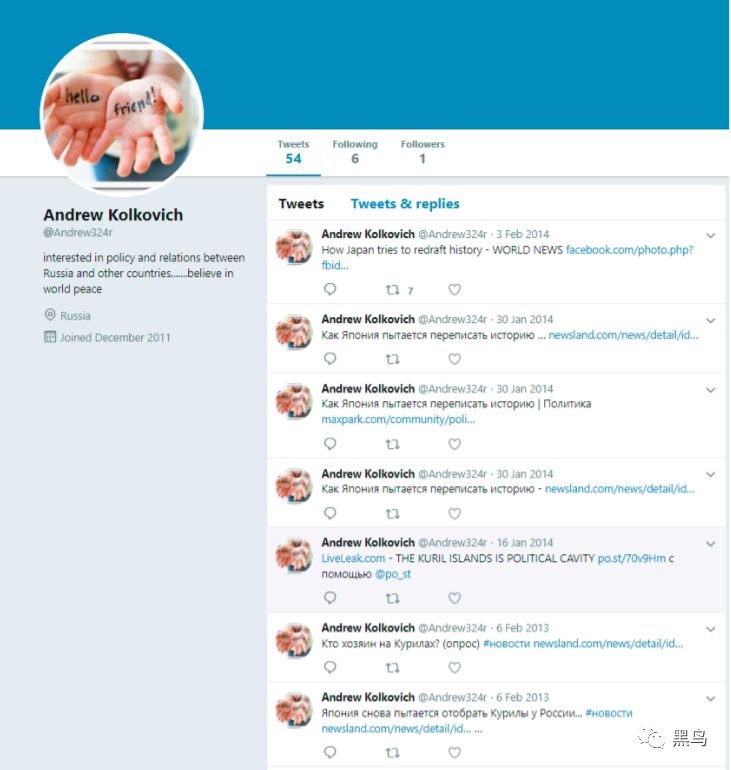 hello friend!
Tweets Following Followers
54 6 1
Andrew Kolkovich
@Andrew324r
interested in policy and relations between
Russia and other countries......believe in
world peace
Russia
Joined December 2011
Tweets Tweets & replies
Andrew Kolkovich @Andrew324r · 3 Feb 2014
How Japan tries to redraft history - WORLD NEWS facebook.com/photo.php?
fbid...
7
Andrew Kolkovich @Andrew324r · 30 Jan 2014
Как Япония пытается переписать историю ... newsland.com/news/detail/id...
Andrew Kolkovich @Andrew324r · 30 Jan 2014
Как Япония пытается переписать историю | Политика
maxpark.com/community/poli...
Andrew Kolkovich @Andrew324r · 30 Jan 2014
Как Япония пытается переписать историю - newsland.com/news/detail/id...
Andrew Kolkovich @Andrew324r · 16 Jan 2014
LiveLeak.com - THE KURIL ISLANDS IS POLITICAL CAVITY po.st/70v9Hm с
помощью @po_st
Andrew Kolkovich @Andrew324r · 6 Feb 2013
Кто хозяин на Курилах? (опрос) #новости newsland.com/news/detail/id...
Andrew Kolkovich @Andrew324r · 6 Feb 2013
Япония снова пытается отобрать Курилы у России... #новости
newsland.com/news/detail/id... ...
黑鸟